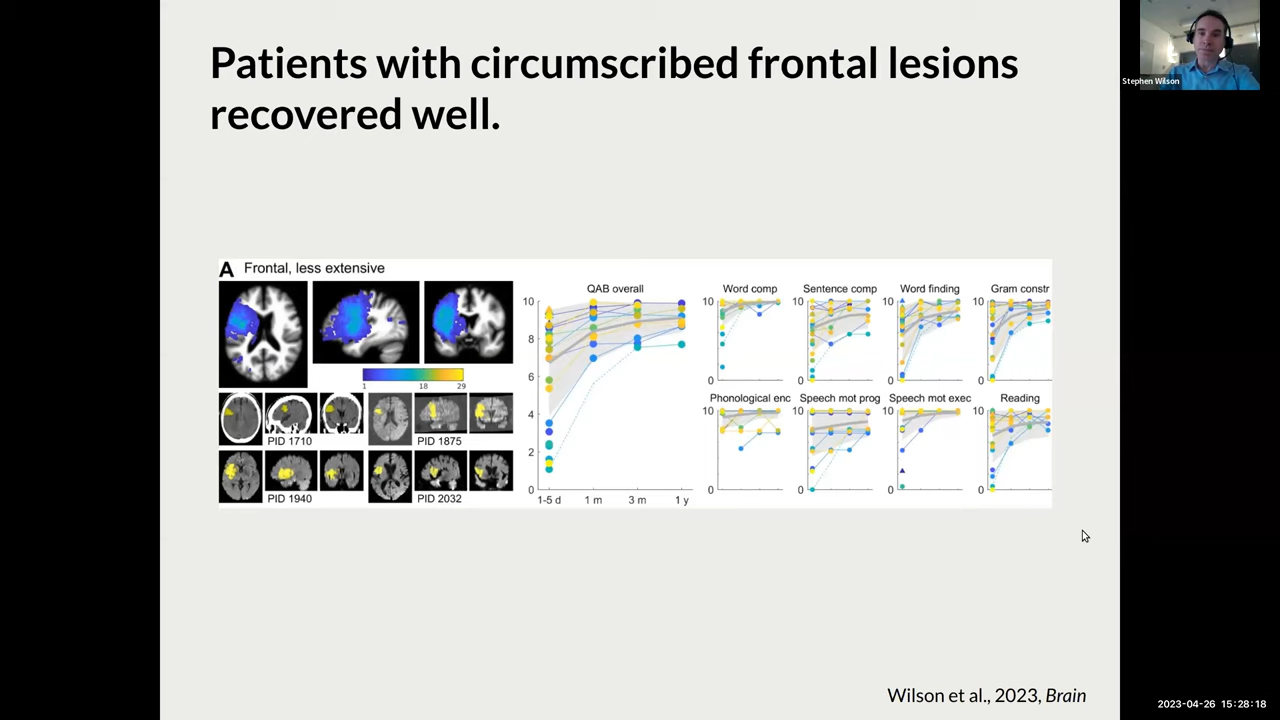 Patients with circumscribed frontal lesions
recovered well.
Stephen Wilson
A Frontal, less extensive
1 18 29
PID 1710 PID 1875
PID 1940 PID 2032
QAB overall
10
8
6
4
2
0
1-5 d 1 m 3 m 1 y
Word comp Sentence comp Word finding Gram constr
10 10 10 10
0 0 0 0
Phonological enc Speech mot prog Speech mot exec Reading
10 10 10 10
0 0 0 0
Wilson et al., 2023, Brain
2023-04-26 15:28:18